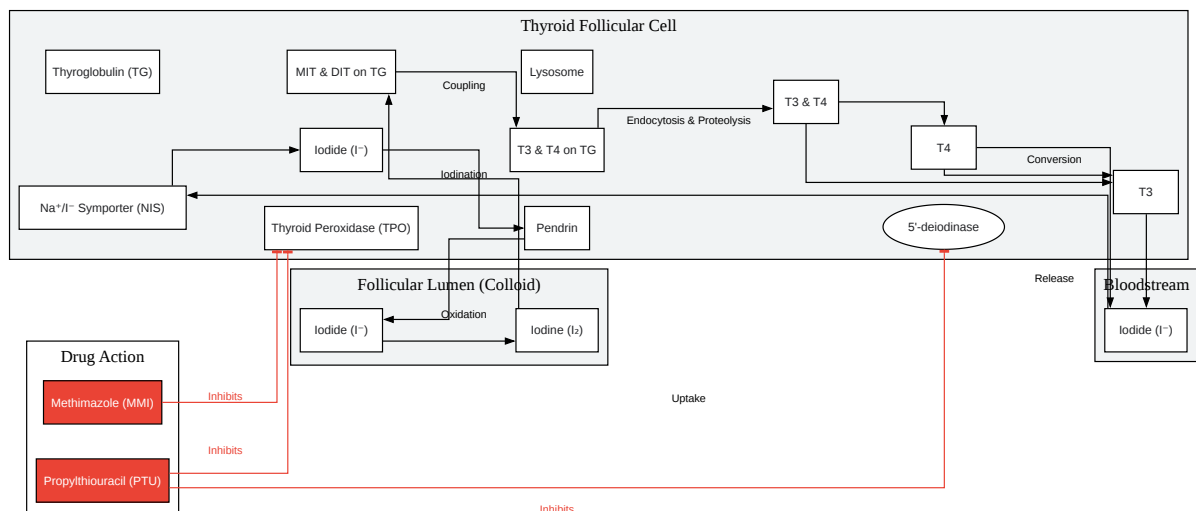 Thyroid Follicular Cell
Thyroglobulin (TG)
MIT & DIT on TG
Lysosome
Coupling
T3 & T4
Endocytosis & Proteolysis
Iodide (I⁻)
T3 & T4 on TG
T4
Conversion
Iodination
T3
Na⁺/I⁻ Symporter (NIS)
Thyroid Peroxidase (TPO)
Pendrin
5'-deiodinase
Release
Follicular Lumen (Colloid)
Bloodstream
Oxidation
Iodide (I⁻)
Iodine (I₂)
Iodide (I⁻)
Drug Action
Methimazole (MMI)
Inhibits
Uptake
Inhibits
Propylthiouracil (PTU)
Inhibits